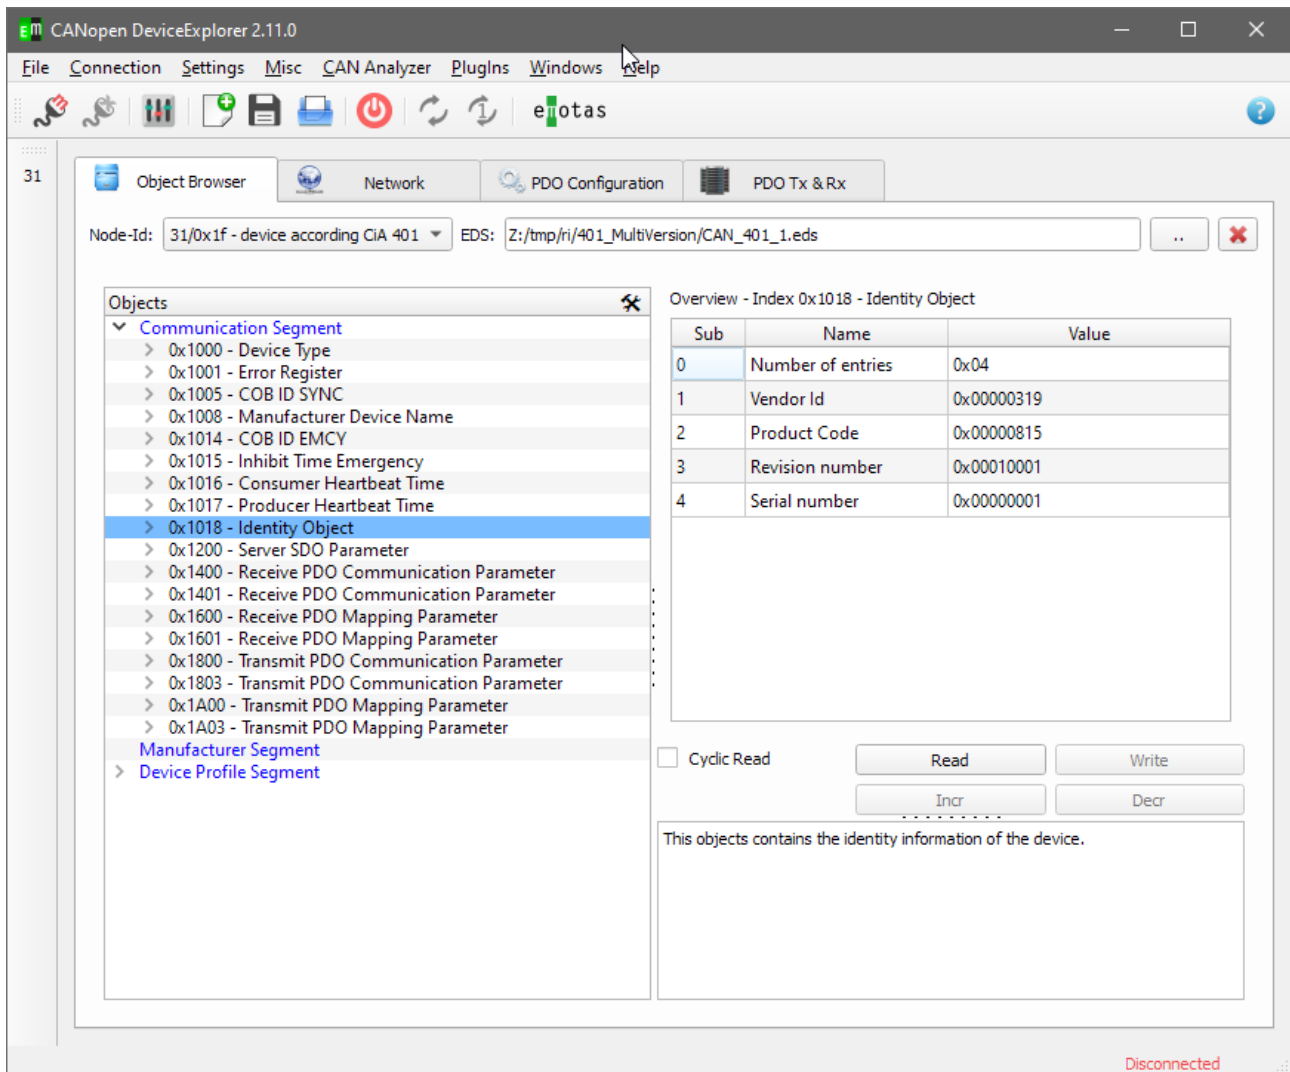 CANopen DeviceExplorer 2.11.0
File Connection Settings Misc CAN Analyzer PlugIns Windows Help
emotas
31
Object Browser Network PDO Configuration PDO Tx & Rx
Node-Id: 31/0x1f - device according CiA 401 EDS: Z:/tmp/ri/401_MultiVersion/CAN_401_1.eds ..
Objects
Communication Segment
0x1000 - Device Type
0x1001 - Error Register
0x1005 - COB ID SYNC
0x1008 - Manufacturer Device Name
0x1014 - COB ID EMCY
0x1015 - Inhibit Time Emergency
0x1016 - Consumer Heartbeat Time
0x1017 - Producer Heartbeat Time
0x1018 - Identity Object
0x1200 - Server SDO Parameter
0x1400 - Receive PDO Communication Parameter
0x1401 - Receive PDO Communication Parameter
0x1600 - Receive PDO Mapping Parameter
0x1601 - Receive PDO Mapping Parameter
0x1800 - Transmit PDO Communication Parameter
0x1803 - Transmit PDO Communication Parameter
0x1A00 - Transmit PDO Mapping Parameter
0x1A03 - Transmit PDO Mapping Parameter
Manufacturer Segment
Device Profile Segment
Overview - Index 0x1018 - Identity Object
Sub Name Value
0 Number of entries 0x04
1 Vendor Id 0x00000319
2 Product Code 0x00000815
3 Revision number 0x00010001
4 Serial number 0x00000001
Cyclic Read Read Write
Incr Decr
This objects contains the identity information of the device.
Disconnected